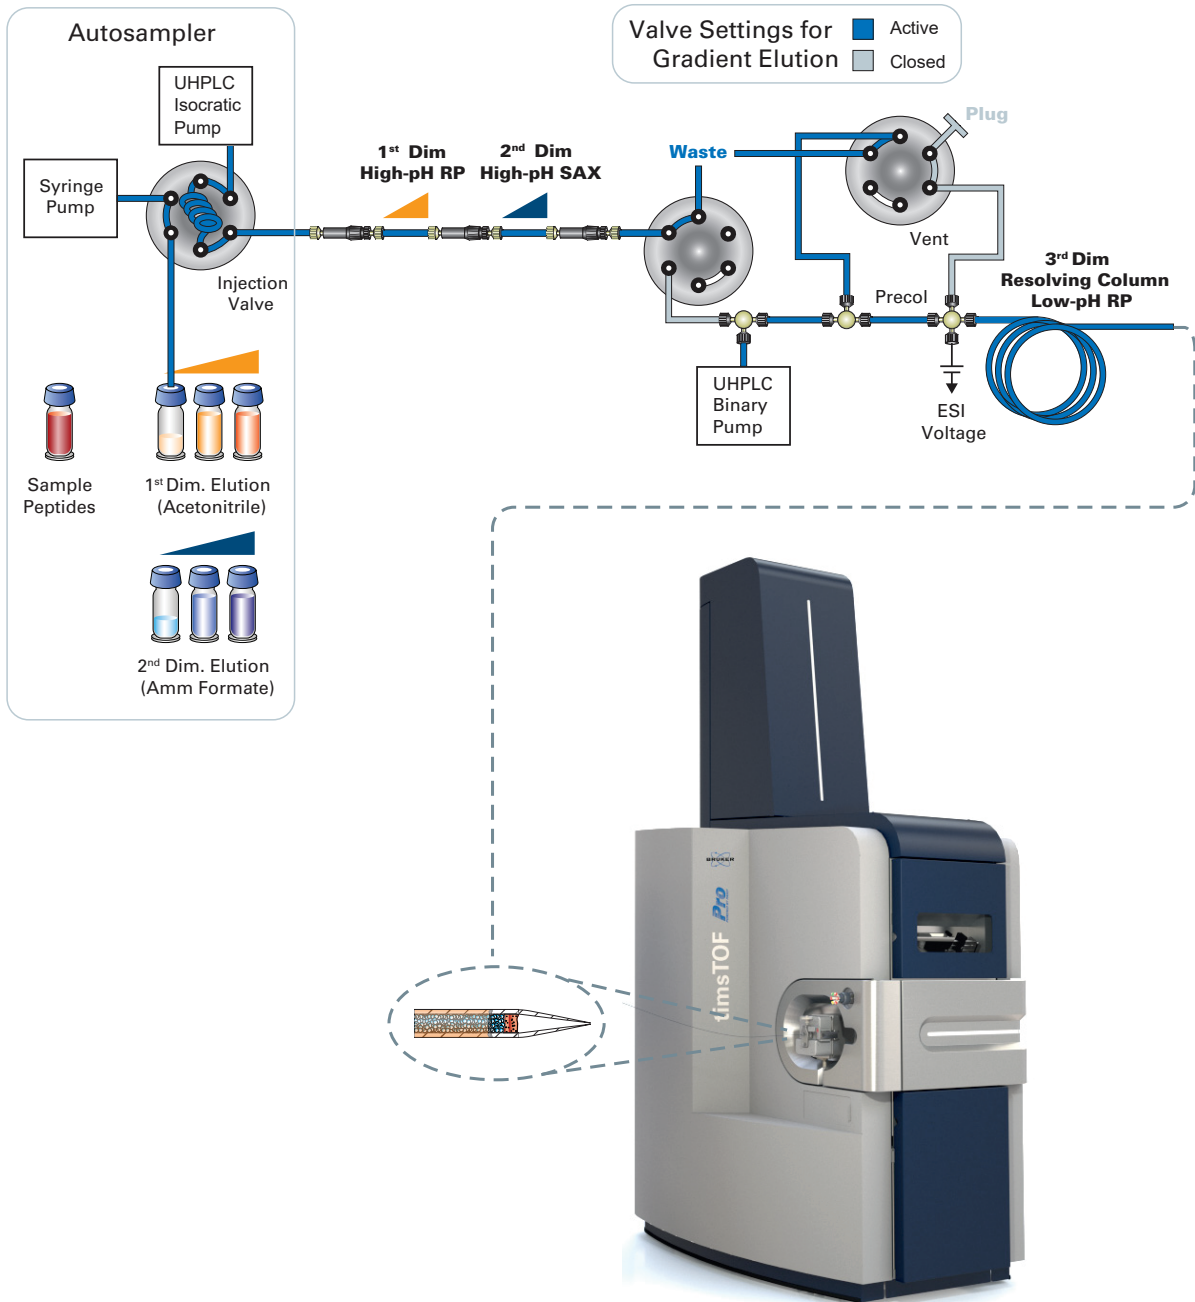 Autosampler
UHPLC
Isocratic
Pump
Syringe
Pump
Injection
Valve
Sample
Peptides
1st Dim. Elution
(Acetonitrile)
2nd Dim. Elution
(Amm Formate)
1st Dim
High-pH RP
2nd Dim
High-pH SAX
Valve Settings for
Gradient Elution
Active
Closed
Waste
Plug
Vent
Precol
3rd Dim
Resolving Column
Low-pH RP
UHPLC
Binary
Pump
ESI
Voltage
BRUKER
timsTOF Pro